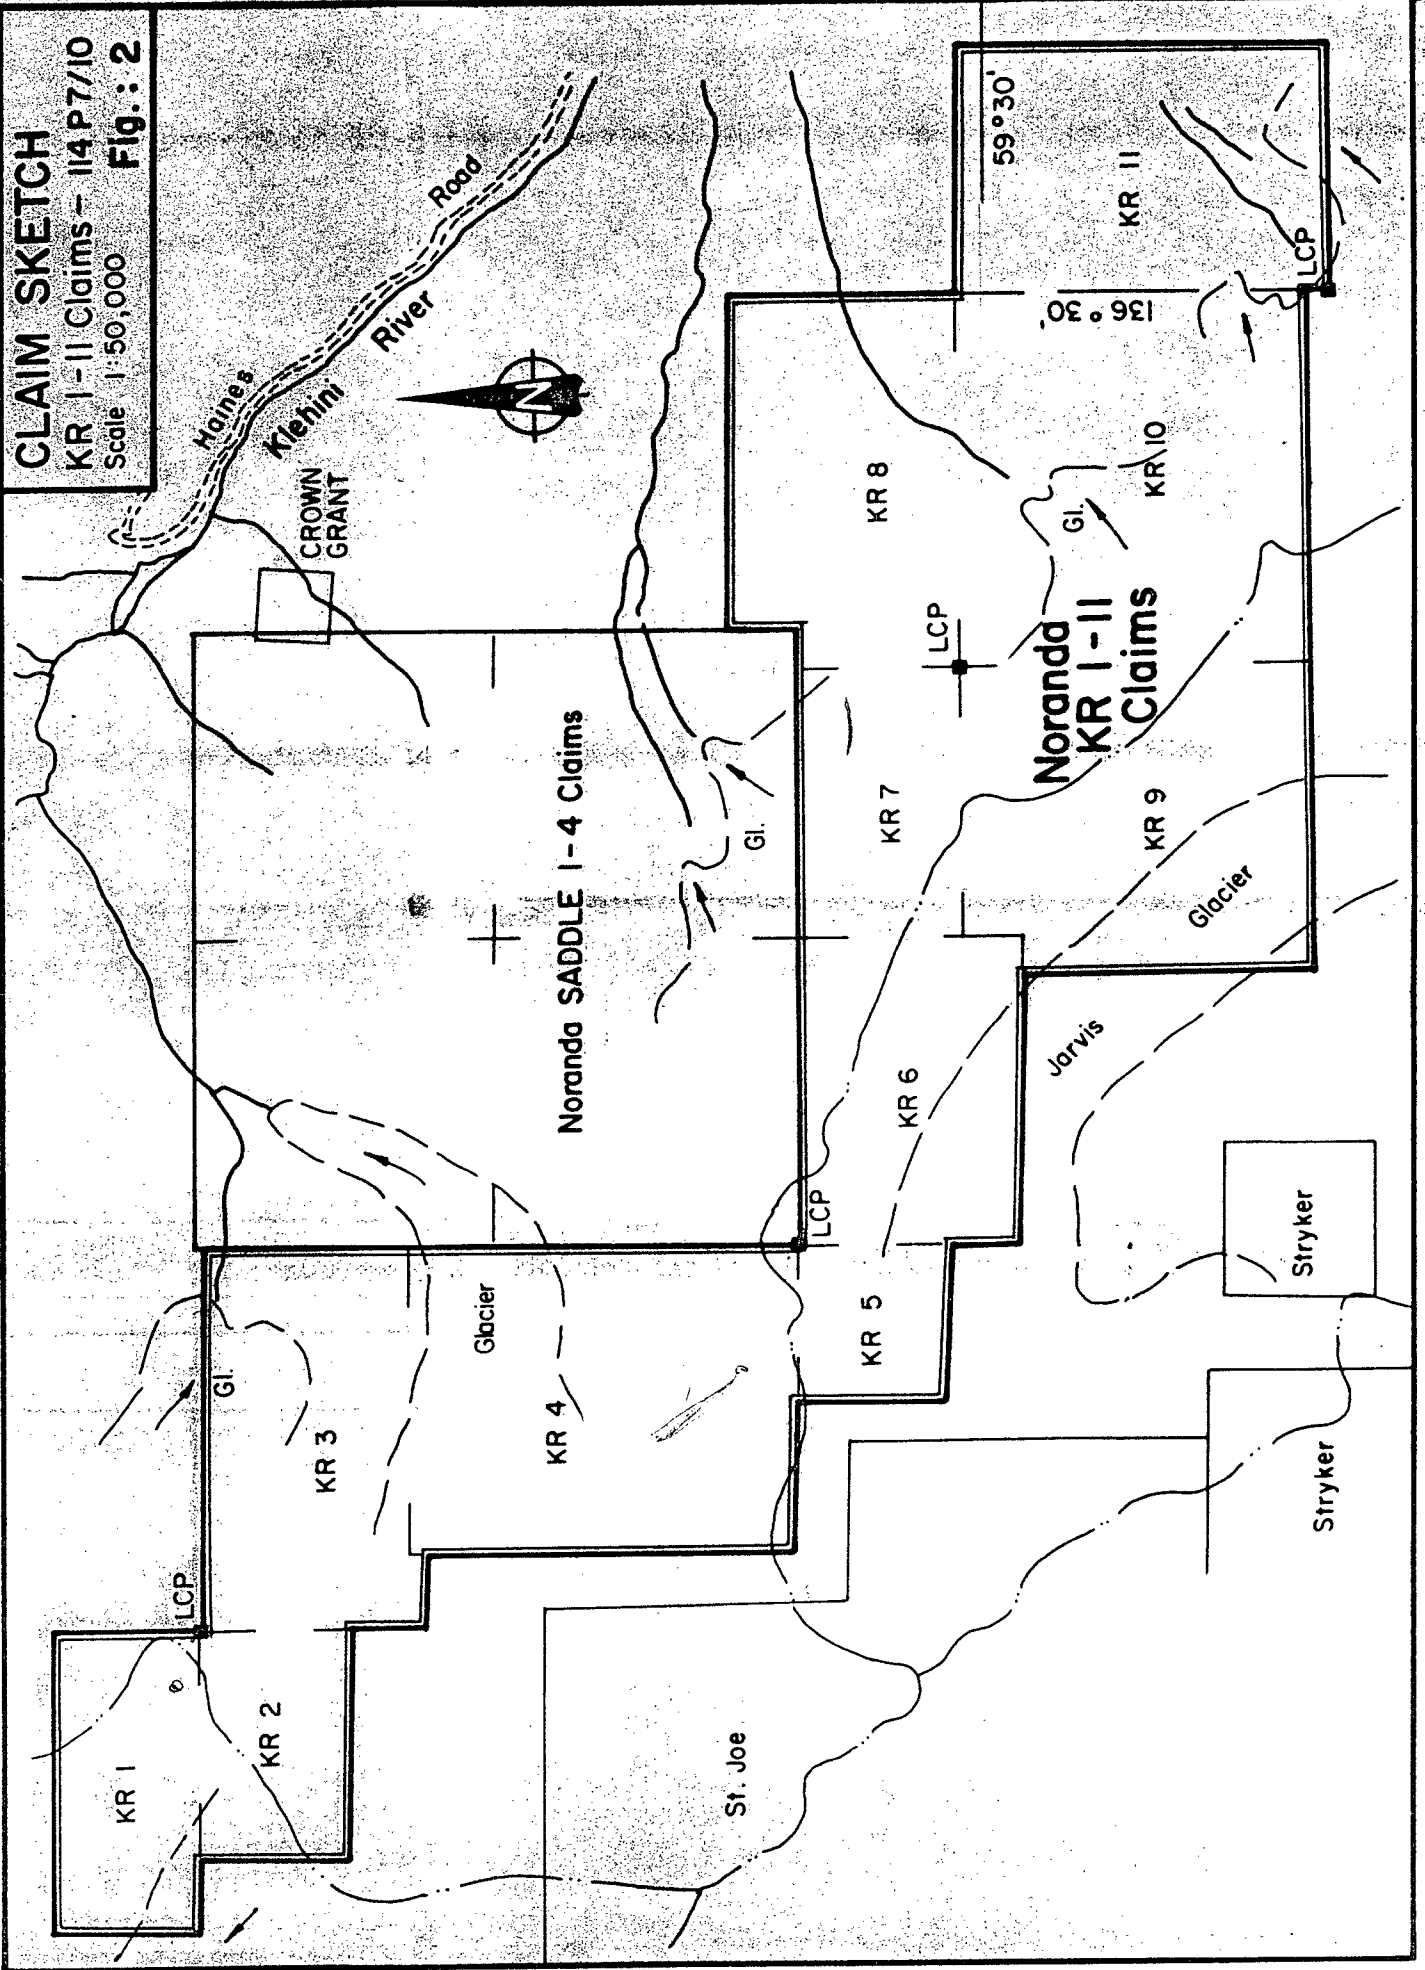 CLAIM SKETCH
KR 1-11 Claims - 114P7/10
Scale 1:50,000
Fig.: 2
Haines
Road
Klehini
River
CROWN
GRANT
N
59°30'
136°30'
KR 11
LCP
KR 8
KR 10
Gl.
LCP
Noranda
KR 1-11
Claims
KR 7
KR 9
Glacier
Jarvis
Noranda SADDLE 1-4 Claims
Gl.
KR 6
LCP
KR 5
Glacier
KR 4
KR 3
Gl.
LCP
KR 2
KR 1
St. Joe
Stryker
Stryker